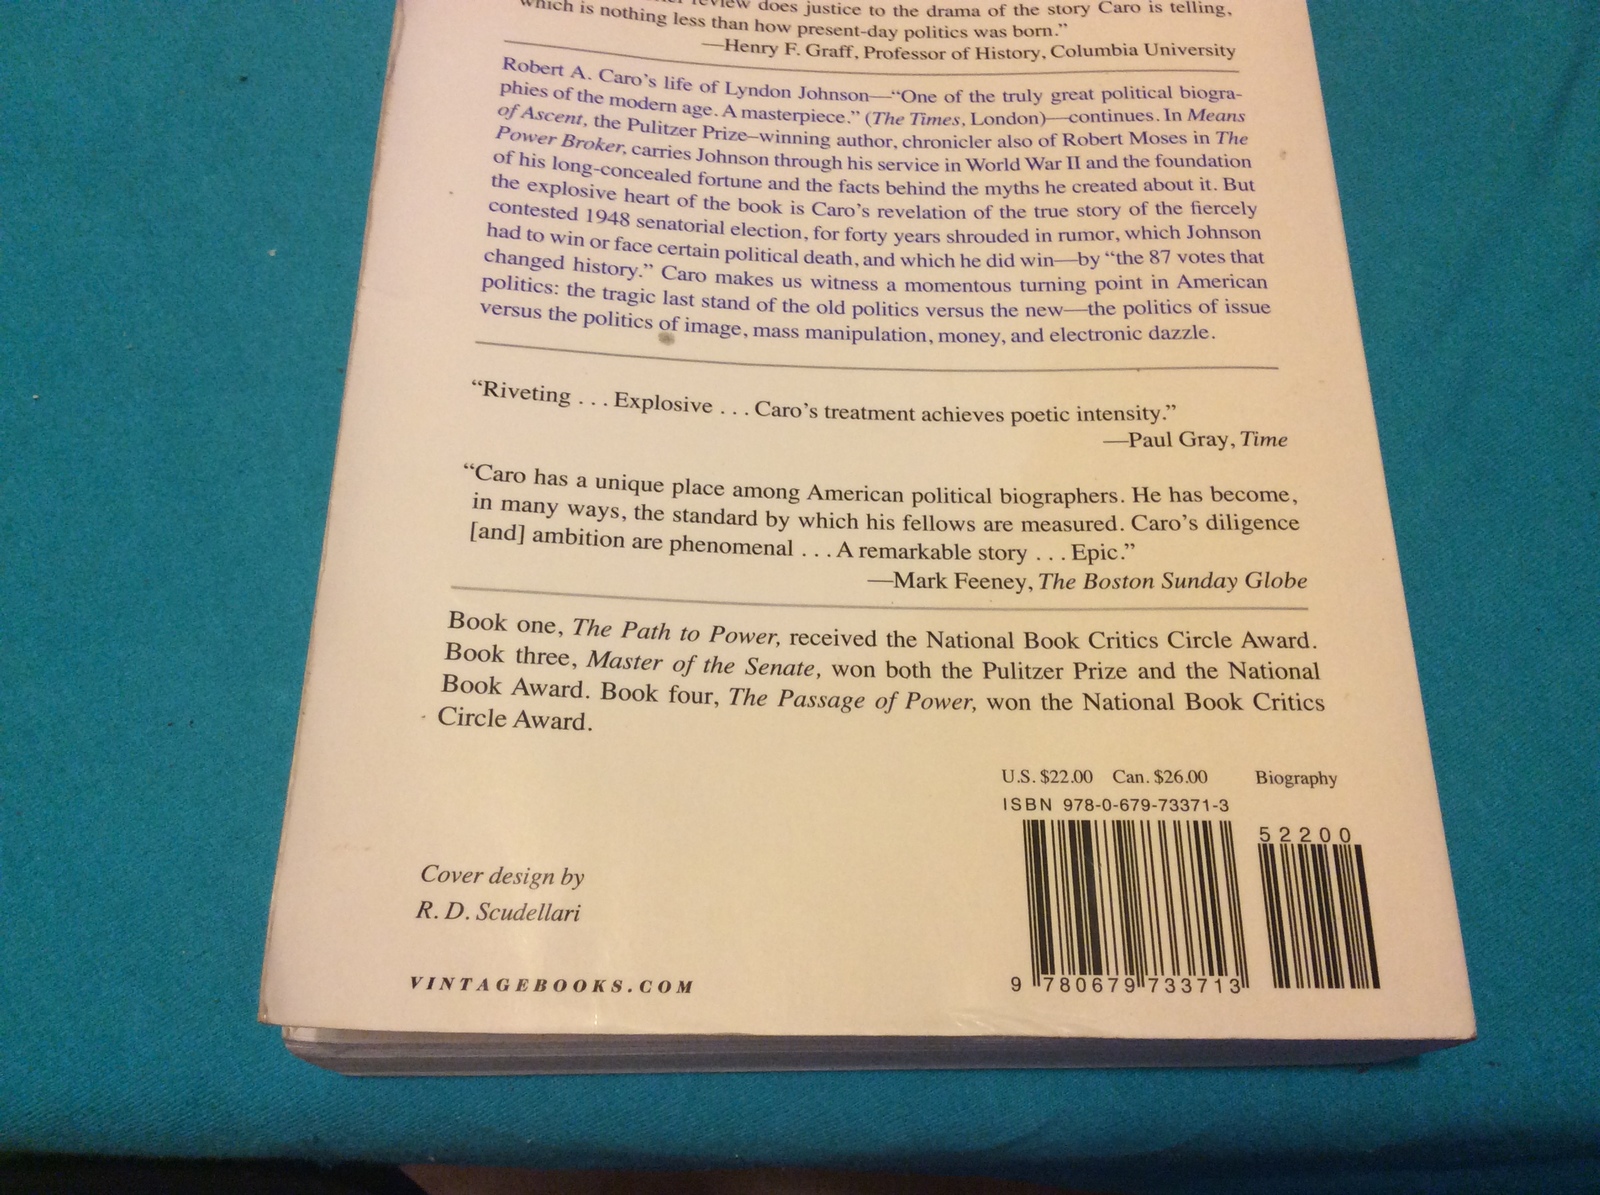 review does justice to the drama of the story Caro is telling,
which is nothing less than how present-day politics was born.”
—Henry F. Graff, Professor of History, Columbia University
Robert A. Caro’s life of Lyndon Johnson—“One of the truly great political biogra-
phies of the modern age. A masterpiece.” (The Times, London)—continues. In Means
of Ascent, the Pulitzer Prize–winning author, chronicler also of Robert Moses in The
Power Broker, carries Johnson through his service in World War II and the foundation
of his long-concealed fortune and the facts behind the myths he created about it. But
the explosive heart of the book is Caro’s revelation of the true story of the fiercely
contested 1948 senatorial election, for forty years shrouded in rumor, which Johnson
had to win or face certain political death, and which he did win—by “the 87 votes that
changed history.” Caro makes us witness a momentous turning point in American
politics: the tragic last stand of the old politics versus the new—the politics of issue
versus the politics of image, mass manipulation, money, and electronic dazzle.
“Riveting . . . Explosive . . . Caro’s treatment achieves poetic intensity.”
—Paul Gray, Time
“Caro has a unique place among American political biographers. He has become,
in many ways, the standard by which his fellows are measured. Caro’s diligence
[and] ambition are phenomenal . . . A remarkable story . . . Epic.”
—Mark Feeney, The Boston Sunday Globe
Book one, The Path to Power, received the National Book Critics Circle Award.
Book three, Master of the Senate, won both the Pulitzer Prize and the National
Book Award. Book four, The Passage of Power, won the National Book Critics
Circle Award.
U.S. $22.00 Can. $26.00 Biography
ISBN 978-0-679-73371-3
52200
Cover design by
R. D. Scudellari
VINTAGEBOOKS.COM
9 780679 733713